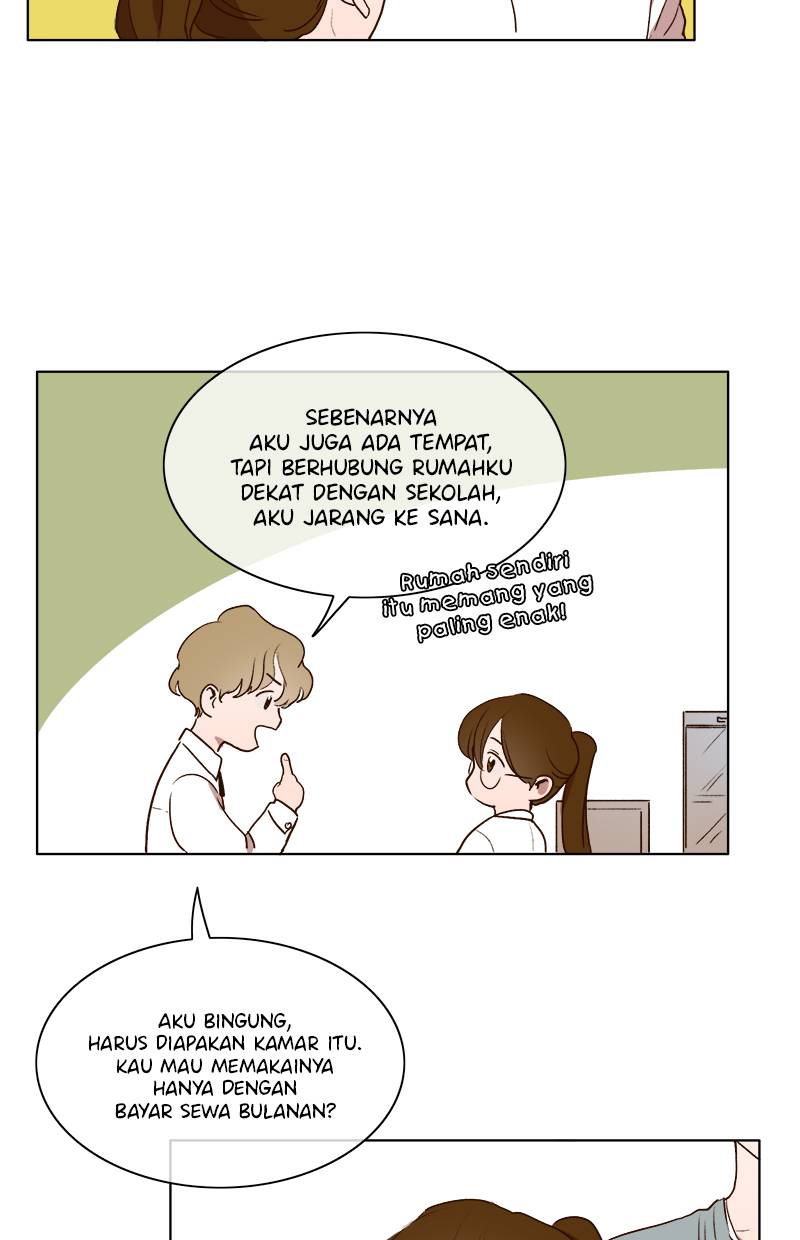 SEBENARNYA
AKU JUGA ADA TEMPAT,
TAPI BERHUBUNG RUMAHKU
DEKAT DENGAN SEKOLAH,
AKU JARANG KE SANA.
Rumah sendiri
itu memang yang
paling enak!
AKU BINGUNG,
HARUS DIAPAKAN KAMAR ITU.
KAU MAU MEMAKAINYA
HANYA DENGAN
BAYAR SEWA BULANAN?